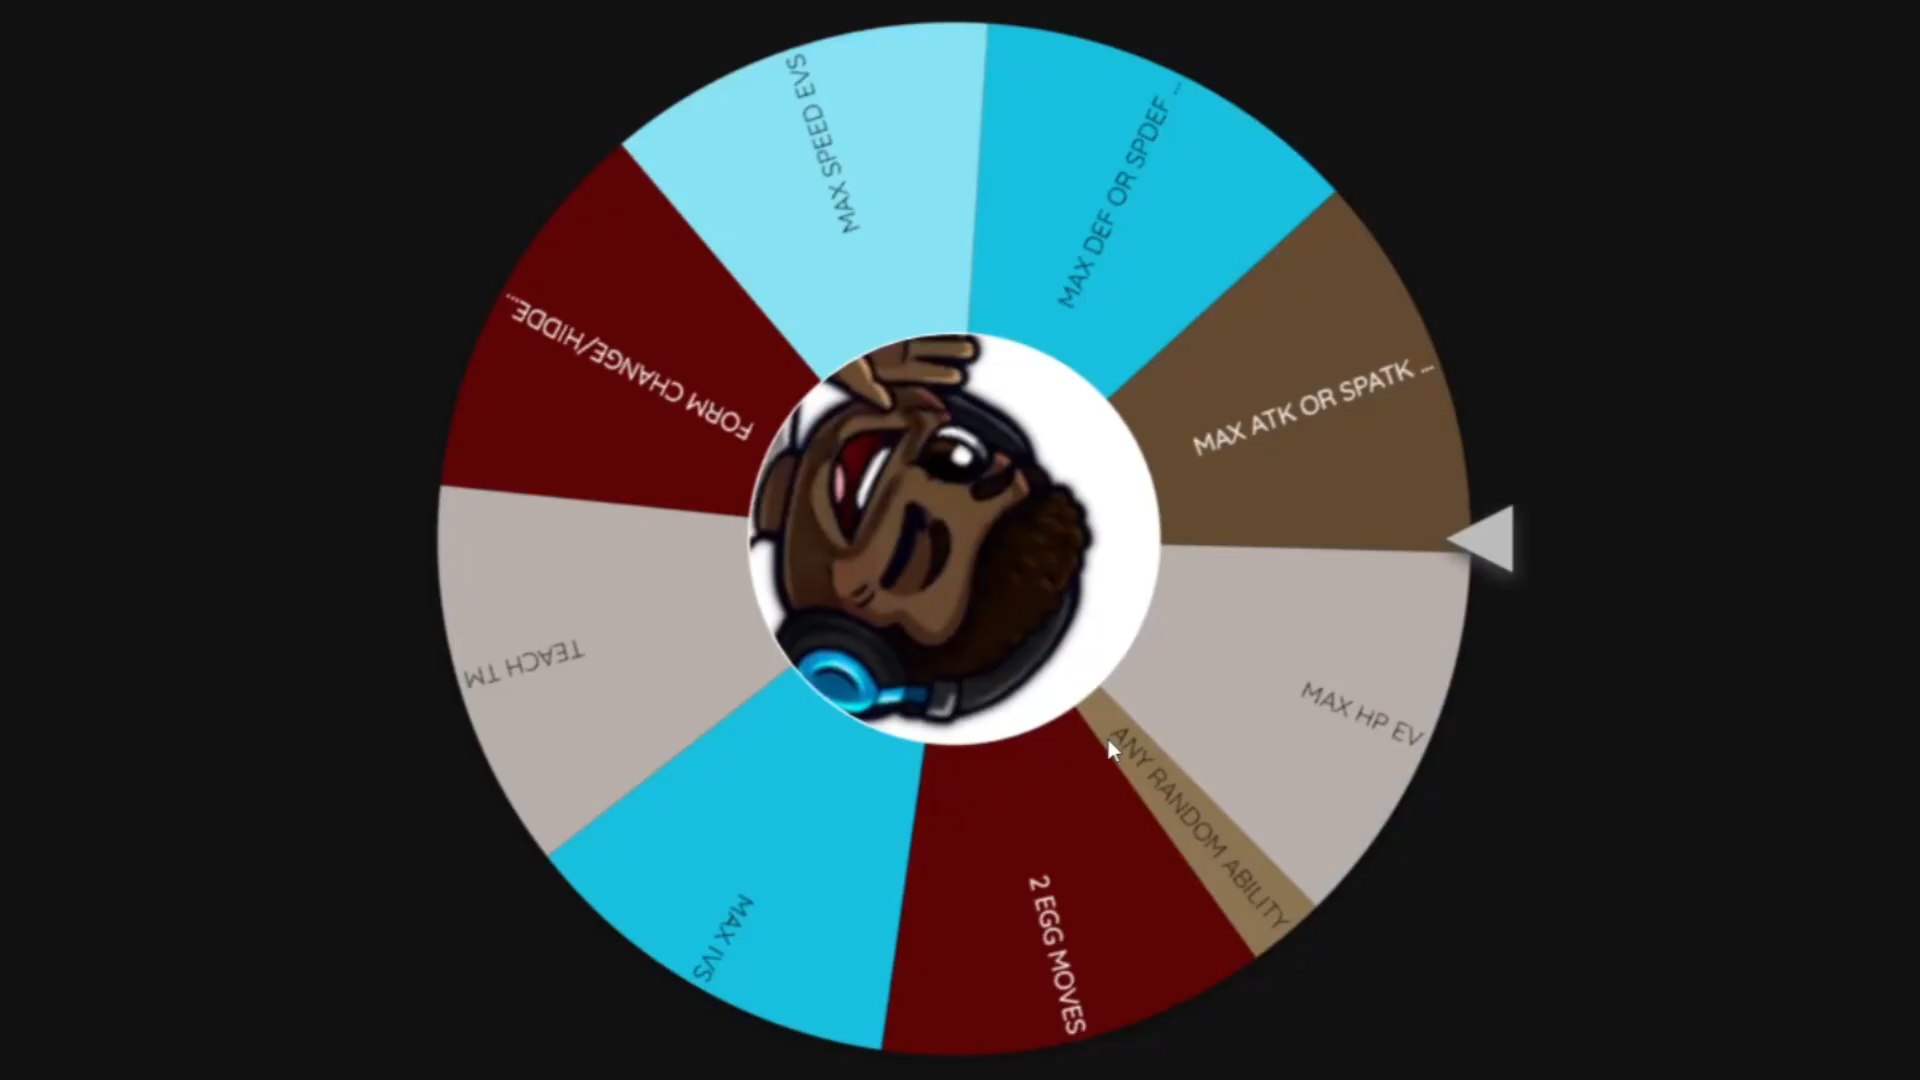 MAX SPEED EVS
MAX DEF OR SPDEF ...
MAX ATK OR SPATK ...
MAX HP EV
ANY RANDOM ABILITY
2 EGG MOVES
MAX IVS
TEACH TM
FORM CHANGE/HIDDE...